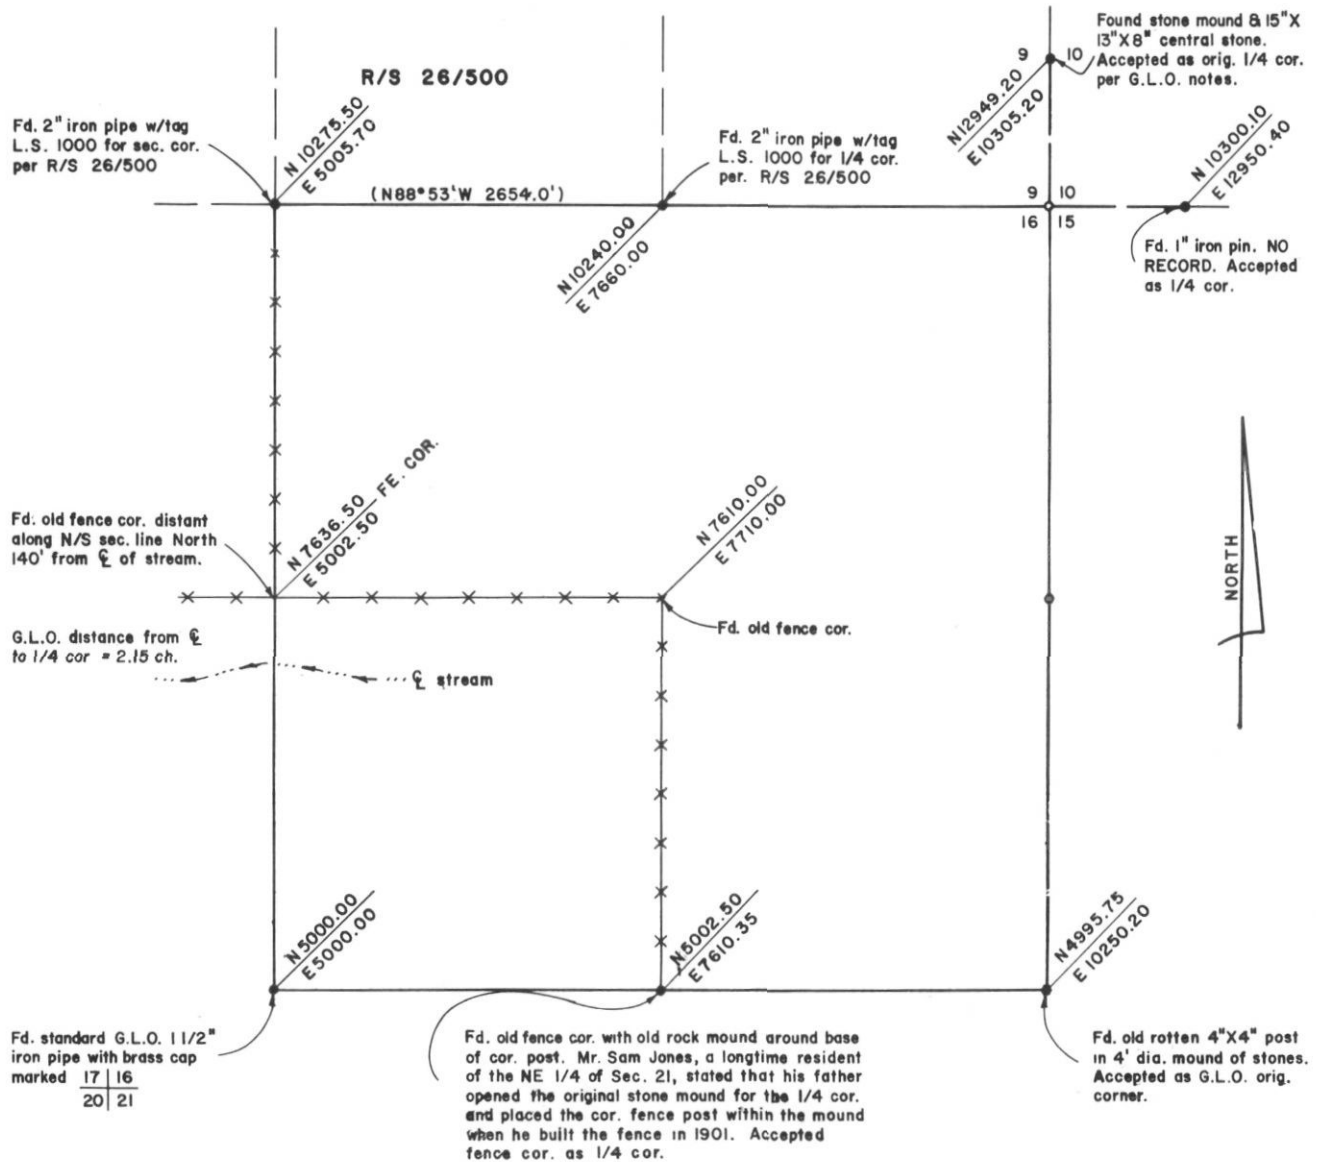 R/S 26/500
Found stone mound & 15"X
13"X8" central stone.
Accepted as orig. 1/4 cor.
per G.L.O. notes.
9 10
N12949.20
E10305.20
Fd. 2" iron pipe w/tag
L.S. 1000 for sec. cor.
per R/S 26/500
N 10275.50
E 5005.70
Fd. 2" iron pipe w/tag
L.S. 1000 for 1/4 cor.
per. R/S 26/500
N 10300.10
E 12950.40
(N88°53'W 2654.0')
9 10
16 15
N10240.00
E 7660.00
Fd. 1" iron pin. NO
RECORD. Accepted
as 1/4 cor.
Fd. old fence cor. distant
along N/S sec. line North
140' from ℄ of stream.
N 7636.50 FE. COR.
E 5002.50
N 7610.00
E 7710.00
NORTH
Fd. old fence cor.
G.L.O. distance from ℄
to 1/4 cor = 2.15 ch.
℄ stream
N5000.00
E5000.00
N5002.50
E7610.35
N4995.75
E 10250.20
Fd. standard G.L.O. 1 1/2"
iron pipe with brass cap
marked 17 | 16
20 | 21
Fd. old fence cor. with old rock mound around base
of cor. post. Mr. Sam Jones, a longtime resident
of the NE 1/4 of Sec. 21, stated that his father
opened the original stone mound for the 1/4 cor.
and placed the cor. fence post within the mound
when he built the fence in 1901. Accepted
fence cor. as 1/4 cor.
Fd. old rotten 4"X4" post
in 4' dia. mound of stones.
Accepted as G.L.O. orig.
corner.